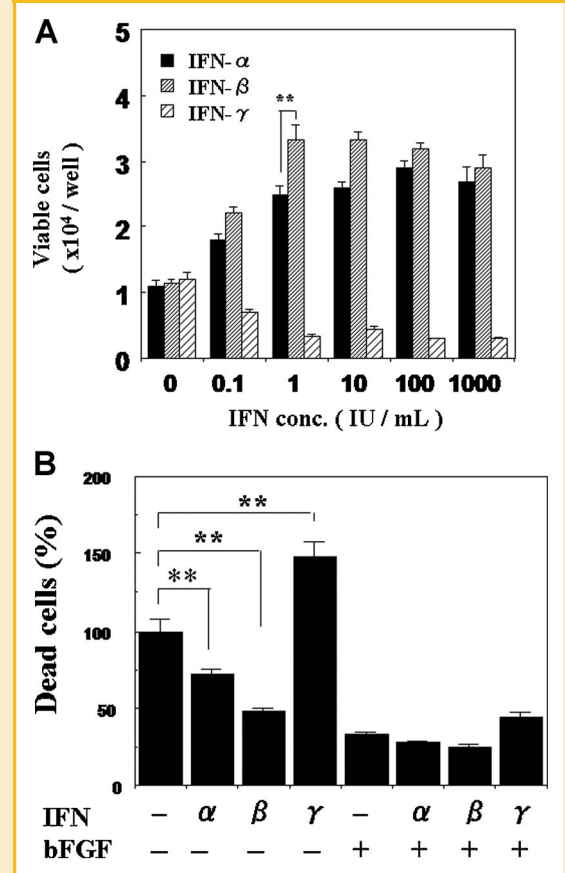 A
5
4
3
2
1
0
Viable cells
( x10⁴ / well )
IFN- α
IFN- β
IFN- γ
**
0 0.1 1 10 100 1000
IFN conc. ( IU / mL )
B
200
150
100
50
0
Dead cells (%)
**
**
**
IFN − α β γ − α β γ
bFGF − − − − + + + +